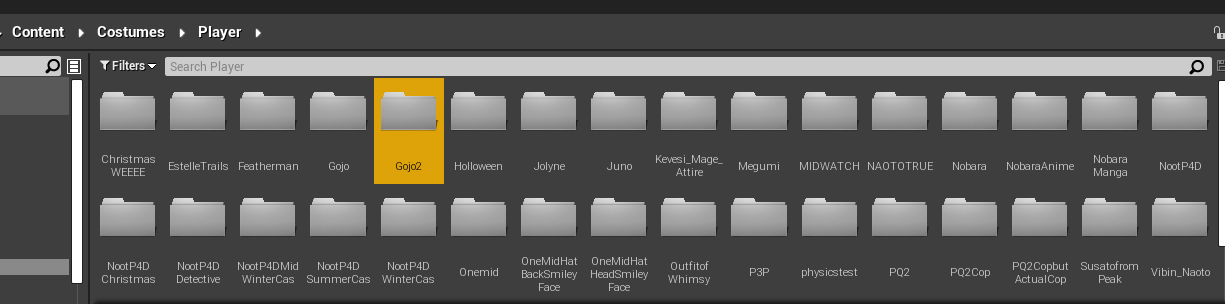 Content Costumes Player
Filters Search Player
Christmas WEEEE
EstelleTrails
Featherman
Gojo
Gojo2
Holloween
Jolyne
Juno
Kevesi_Mage_
Attire
Megumi
MIDWATCH
NAOTOTRUE
Nobara
NobaraAnime
Nobara
Manga
NootP4D
NootP4D
Christmas
NootP4D
Detective
NootP4DMid
WinterCas
NootP4D
SummerCas
NootP4D
WinterCas
Onemid
OneMidHat
BackSmiley
Face
OneMidHat
HeadSmiley
Face
Outfitof
Whimsy
P3P
physicstest
PQ2
PQ2Cop
PQ2Copbut
ActualCop
Susatofrom
Peak
Vibin_Naoto